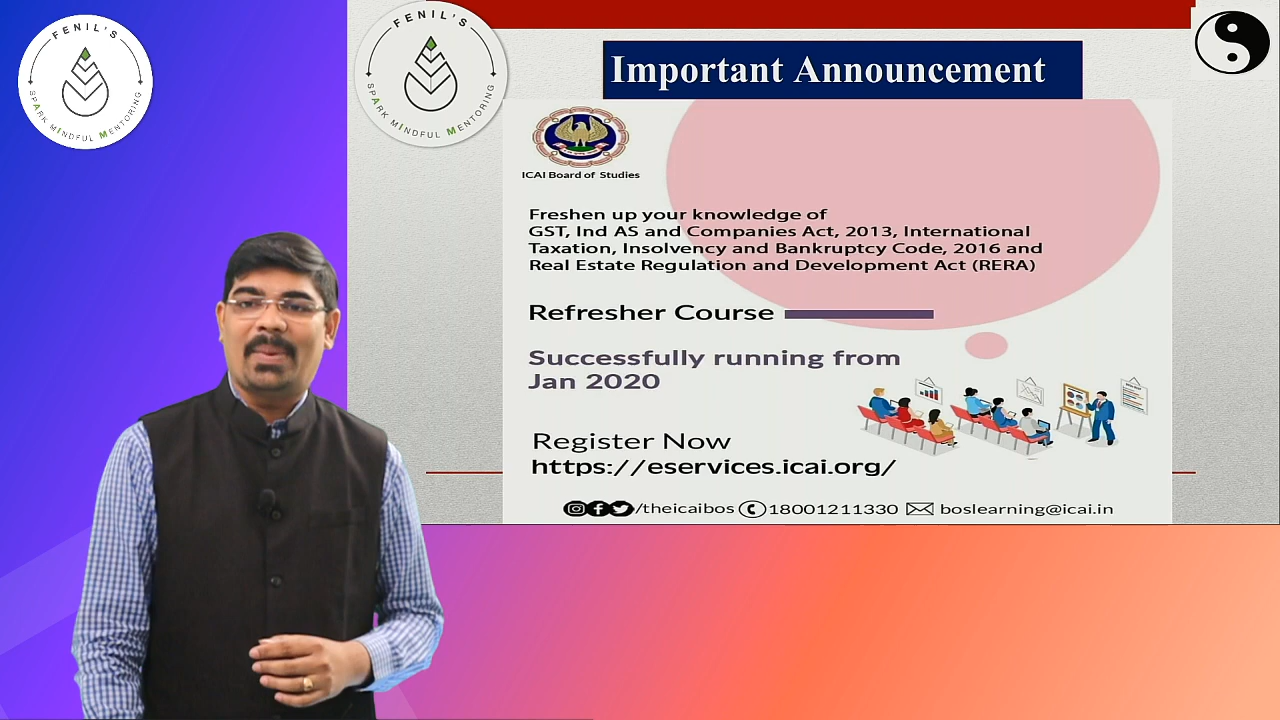 FENIL'S
SPARK MINDFUL MENTORING
FENIL'S
SPARK MINDFUL MENTORING
Important Announcement
ICAI Board of Studies
Freshen up your knowledge of
GST, Ind AS and Companies Act, 2013, International
Taxation, Insolvency and Bankruptcy Code, 2016 and
Real Estate Regulation and Development Act (RERA)
Refresher Course
Successfully running from
Jan 2020
Register Now
https://eservices.icai.org/
/theicaibos 18001211330 boslearning@icai.in